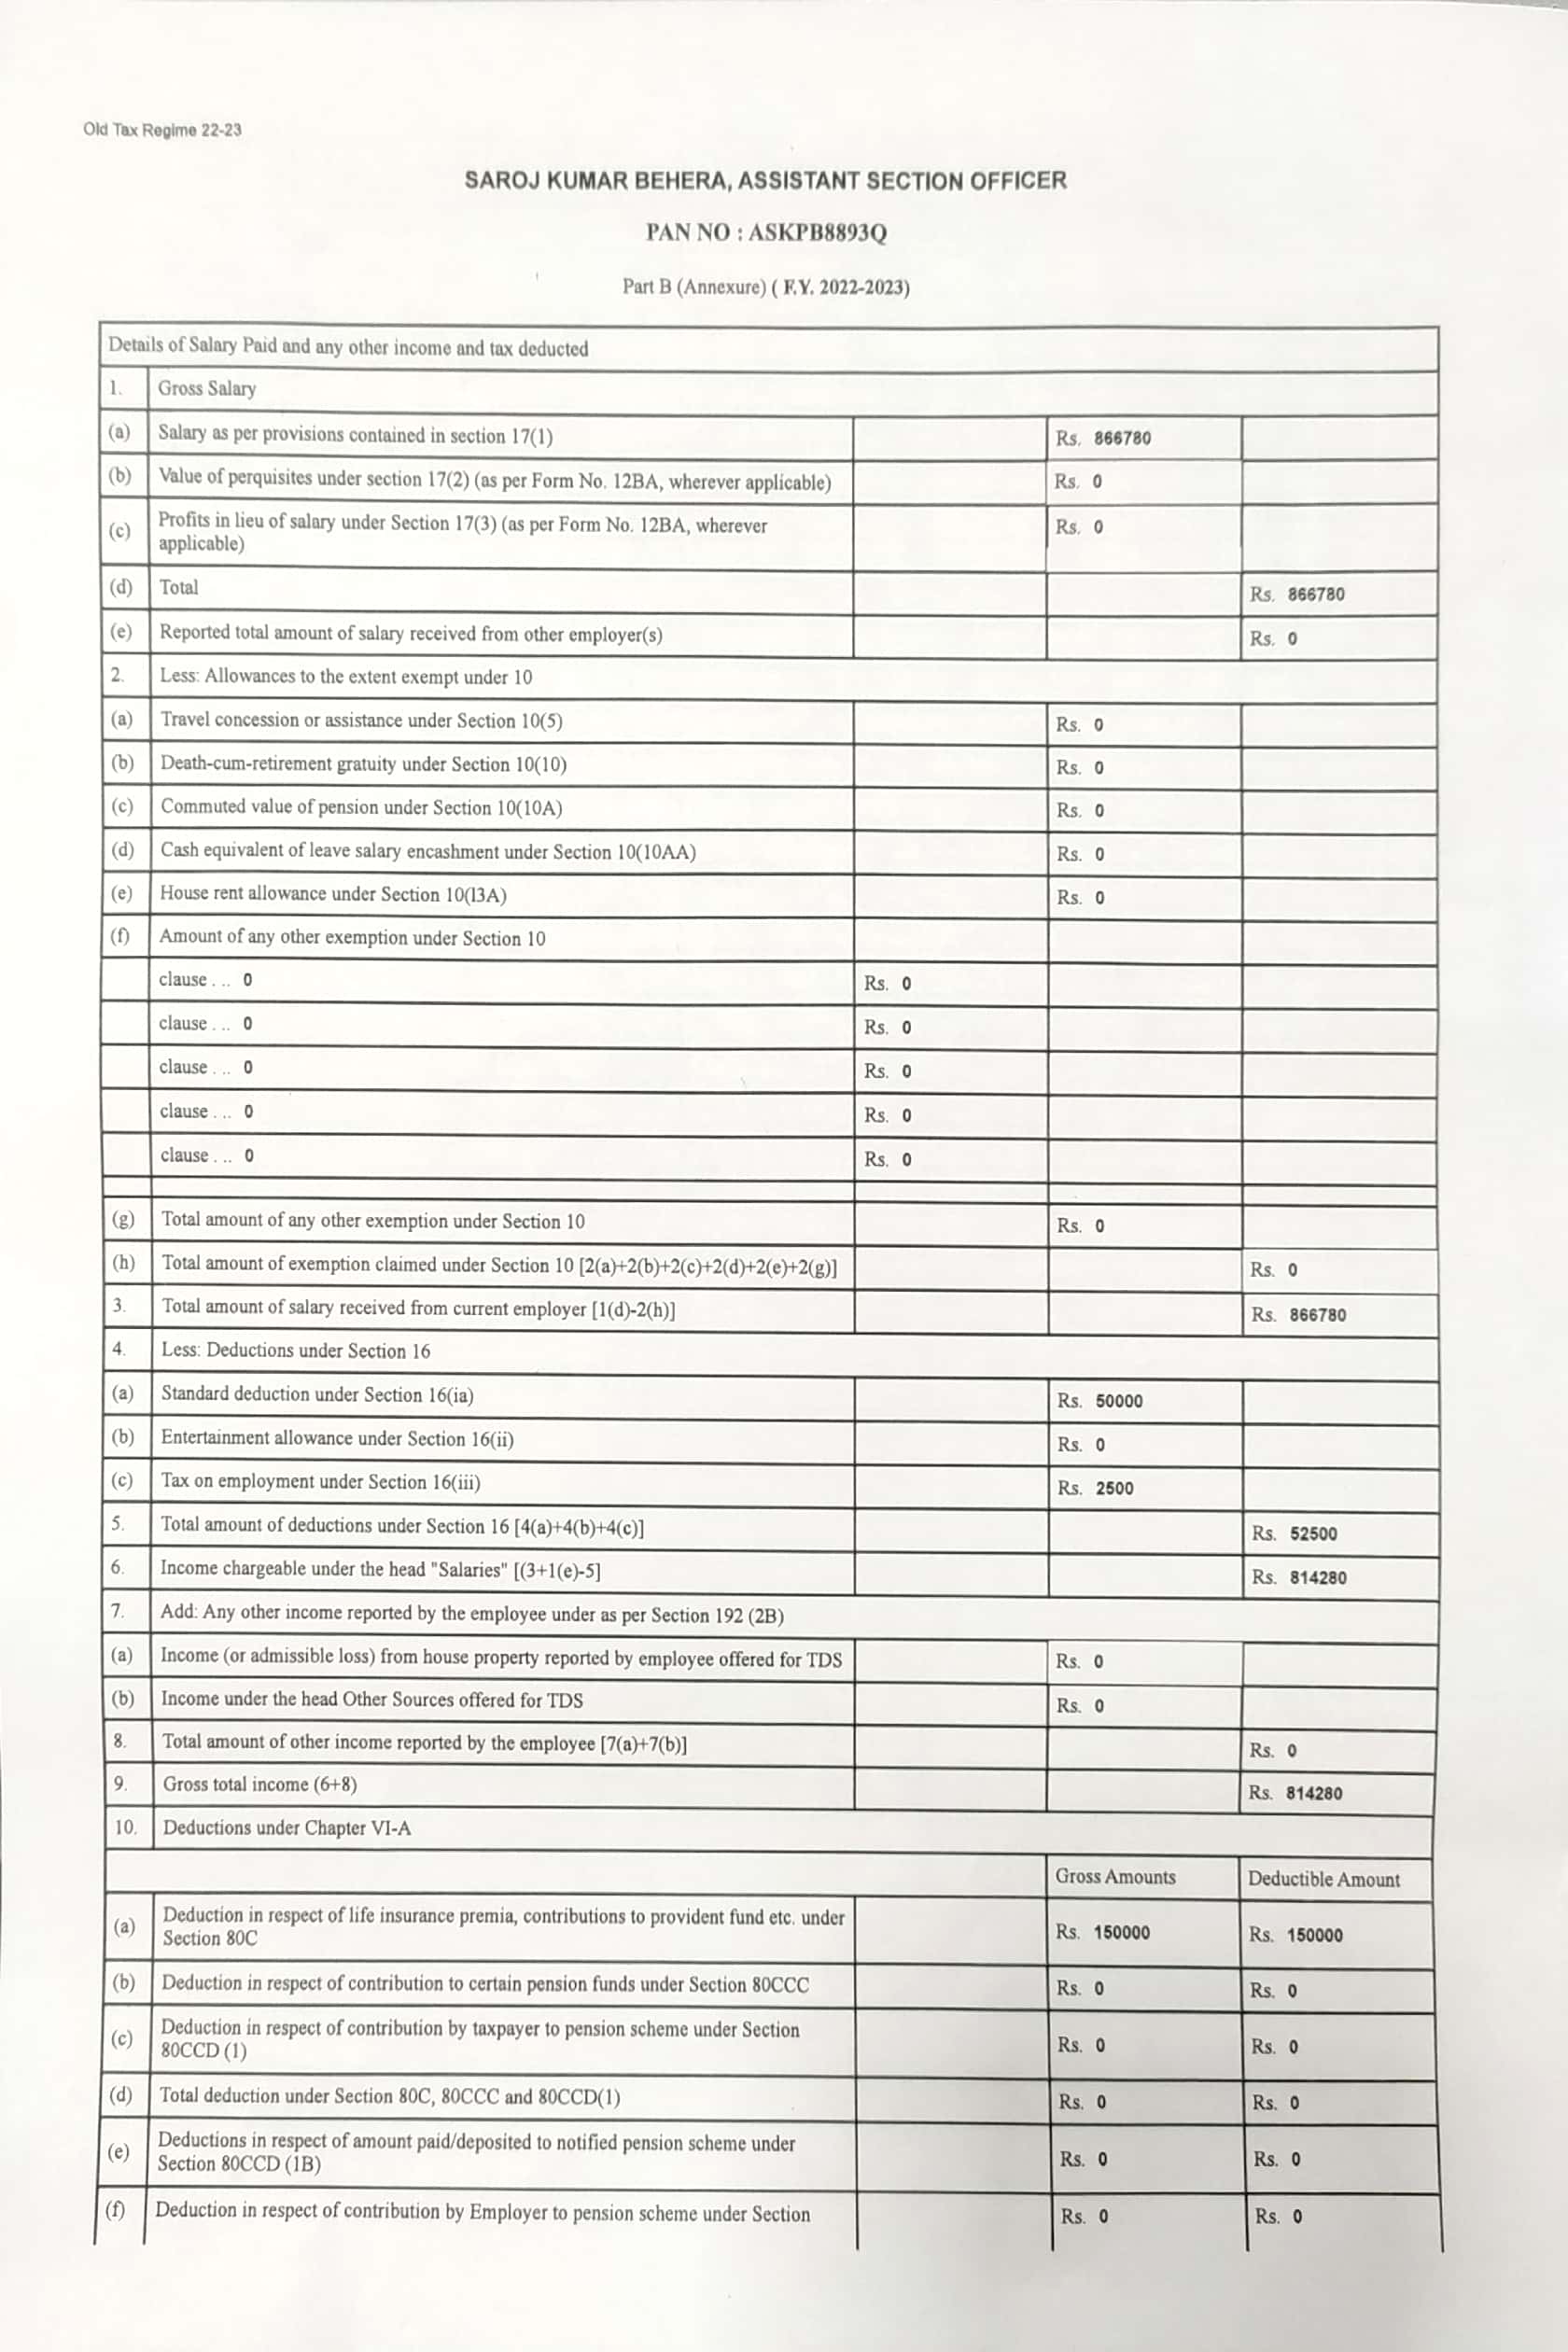 Old Tax Regime 22-23
SAROJ KUMAR BEHERA, ASSISTANT SECTION OFFICER
PAN NO : ASKPB8893Q
Part B (Annexure) ( F.Y. 2022-2023)
Details of Salary Paid and any other income and tax deducted
1. Gross Salary
(a) Salary as per provisions contained in section 17(1) Rs. 866780
(b) Value of perquisites under section 17(2) (as per Form No. 12BA, wherever applicable) Rs. 0
(c) Profits in lieu of salary under Section 17(3) (as per Form No. 12BA, wherever Rs. 0
applicable)
(d) Total Rs. 866780
(e) Reported total amount of salary received from other employer(s) Rs. 0
2. Less: Allowances to the extent exempt under 10
(a) Travel concession or assistance under Section 10(5) Rs. 0
(b) Death-cum-retirement gratuity under Section 10(10) Rs. 0
(c) Commuted value of pension under Section 10(10A) Rs. 0
(d) Cash equivalent of leave salary encashment under Section 10(10AA) Rs. 0
(e) House rent allowance under Section 10(13A) Rs. 0
(f) Amount of any other exemption under Section 10
clause . .. 0 Rs. 0
clause . .. 0 Rs. 0
clause . .. 0 Rs. 0
clause . .. 0 Rs. 0
clause . .. 0 Rs. 0
(g) Total amount of any other exemption under Section 10 Rs. 0
(h) Total amount of exemption claimed under Section 10 [2(a)+2(b)+2(c)+2(d)+2(e)+2(g)] Rs. 0
3. Total amount of salary received from current employer [1(d)-2(h)] Rs. 866780
4. Less: Deductions under Section 16
(a) Standard deduction under Section 16(ia) Rs. 50000
(b) Entertainment allowance under Section 16(ii) Rs. 0
(c) Tax on employment under Section 16(iii) Rs. 2500
5. Total amount of deductions under Section 16 [4(a)+4(b)+4(c)] Rs. 52500
6. Income chargeable under the head "Salaries" [(3+1(e)-5] Rs. 814280
7. Add: Any other income reported by the employee under as per Section 192 (2B)
(a) Income (or admissible loss) from house property reported by employee offered for TDS Rs. 0
(b) Income under the head Other Sources offered for TDS Rs. 0
8. Total amount of other income reported by the employee [7(a)+7(b)] Rs. 0
9. Gross total income (6+8) Rs. 814280
10. Deductions under Chapter VI-A
Gross Amounts Deductible Amount
(a) Deduction in respect of life insurance premia, contributions to provident fund etc. under
Section 80C Rs. 150000 Rs. 150000
(b) Deduction in respect of contribution to certain pension funds under Section 80CCC Rs. 0 Rs. 0
(c) Deduction in respect of contribution by taxpayer to pension scheme under Section
80CCD (1) Rs. 0 Rs. 0
(d) Total deduction under Section 80C, 80CCC and 80CCD(1) Rs. 0 Rs. 0
(e) Deductions in respect of amount paid/deposited to notified pension scheme under
Section 80CCD (1B) Rs. 0 Rs. 0
(f) Deduction in respect of contribution by Employer to pension scheme under Section Rs. 0 Rs. 0